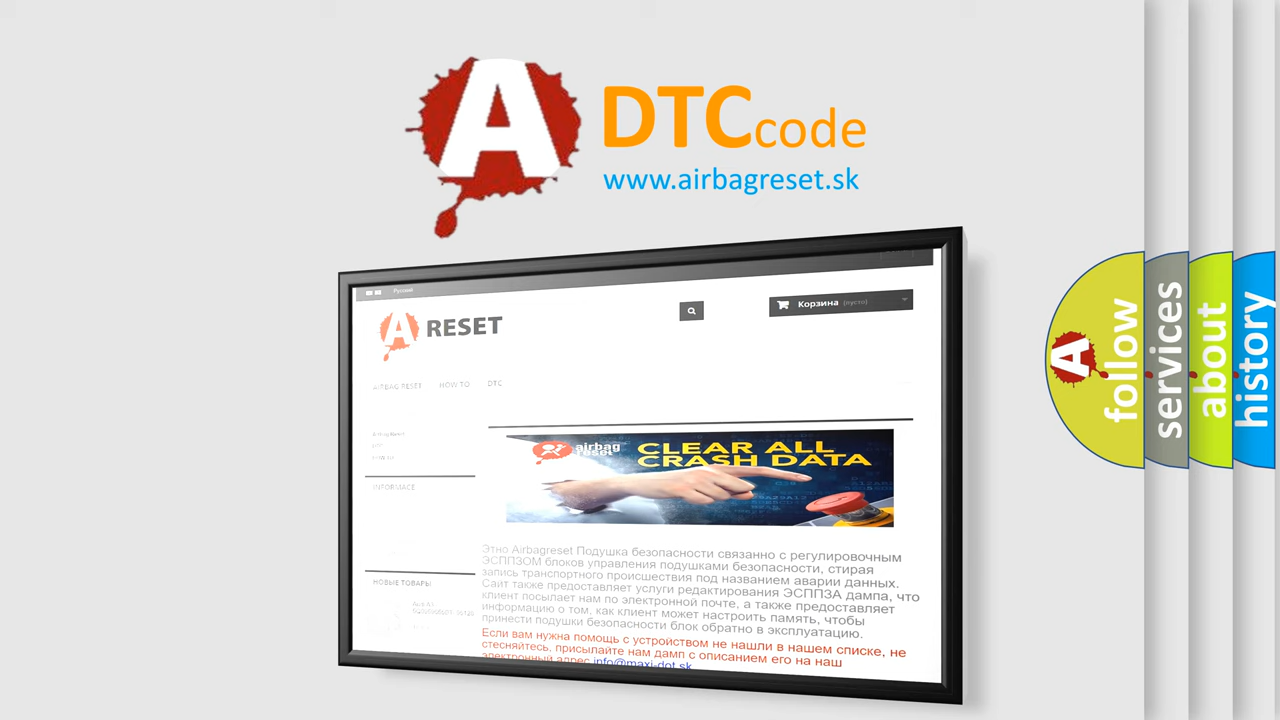 A
DTCcode
www.airbagreset.sk
Русский
Корзина (пусто)
A RESET
AIRBAG RESET HOW TO DTC
Airbag Reset
HOW TO
INFORMACE
НОВЫЕ ТОВАРЫ
airbag
reset
CLEAR ALL
CRASH DATA
Этно Airbagreset Подушка безопасности связанно с регулировочным
ЭСППЗОМ блоков управления подушками безопасности, стирая
запись транспортного происшествия под названием аварии данных.
Сайт также предоставляет услуги редактирования ЭСППЗА дампа, что
клиент посылает нам по электронной почте, а также предоставляет
информацию о том, как клиент может настроить память, чтобы
принести подушки безопасности блок обратно в эксплуатацию.
Если вам нужна помощь с устройством не нашли в нашем списке, не
стесняйтесь, присылайте нам дамп с описанием его на наш
электронный адрес info@maxi-dot.sk
A
follow
services
about
history